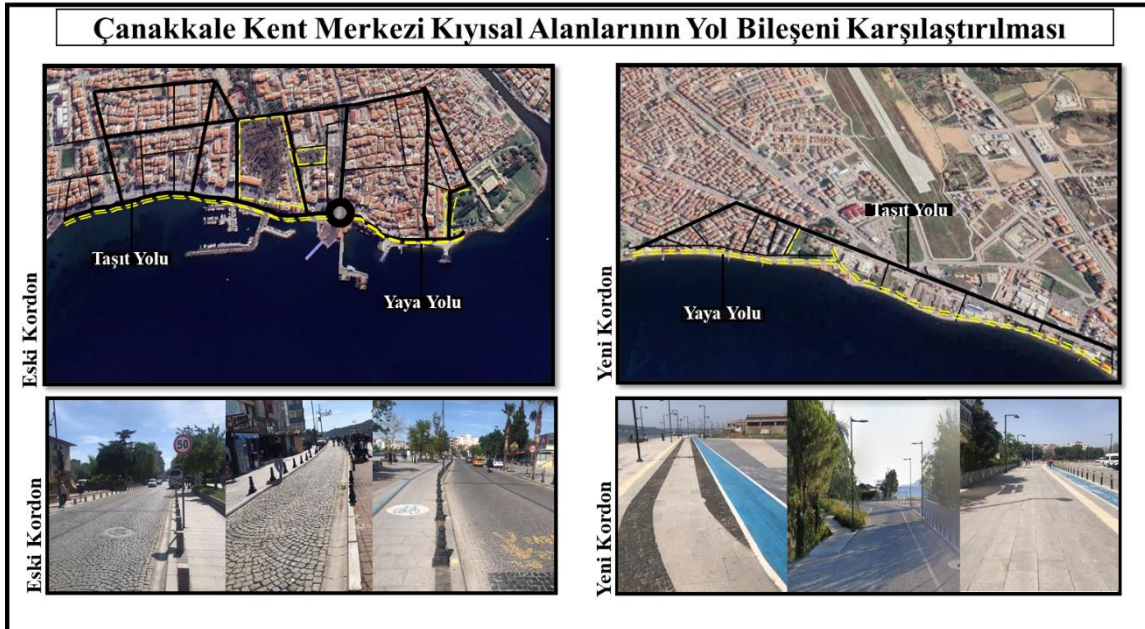 Çanakkale Kent Merkezi Kıyısal Alanlarının Yol Bileşeni Karşılaştırılması
Eski Kordon
Taşıt Yolu
Yaya Yolu
Yeni Kordon
Taşıt Yolu
Yaya Yolu
Eski Kordon
50
Yeni Kordon